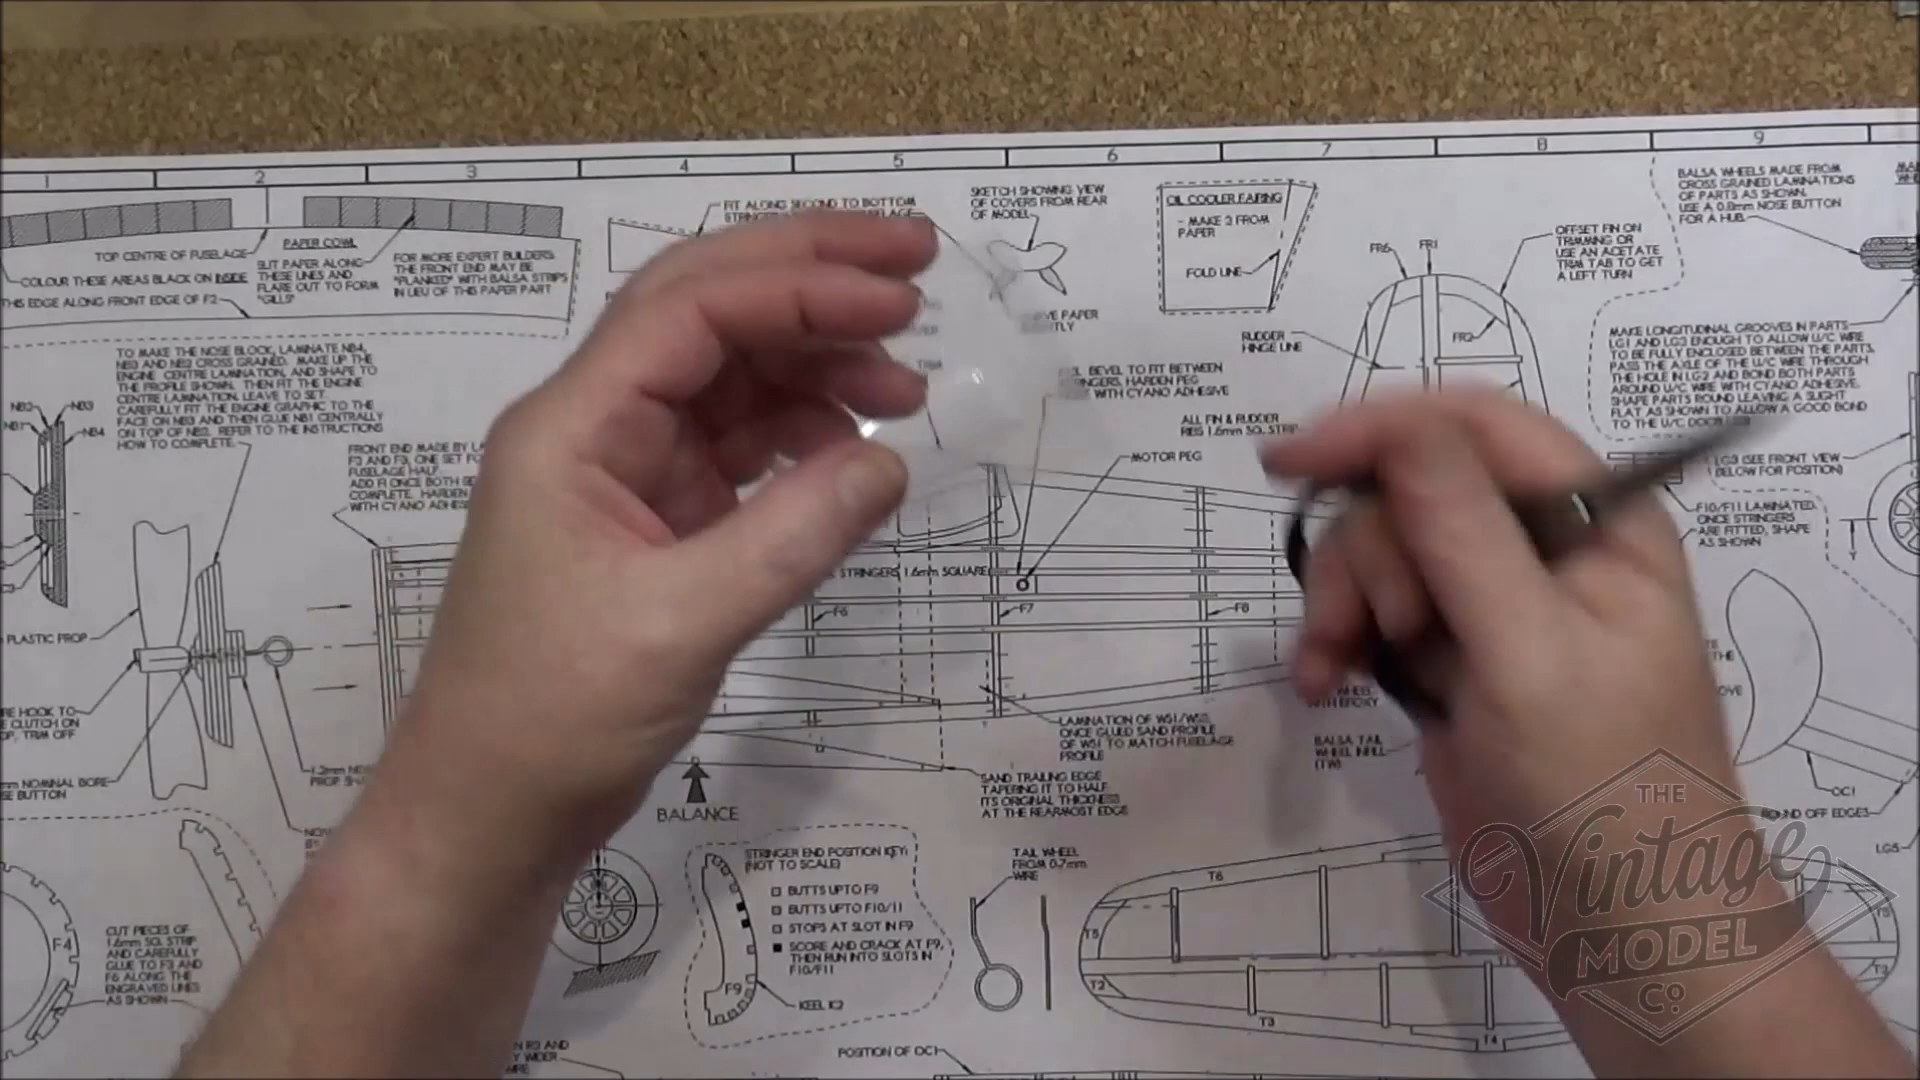 1 2 3 4 5 6 7 8 9
TOP CENTRE OF FUSELAGE
PAPER COWL
COLOUR THESE AREAS BLACK ON INSIDE
THIS EDGE ALONG FRONT EDGE OF F2
CUT PAPER ALONG
THESE LINES AND
FLARE OUT TO FORM
"GILLS"
FOR MORE EXPERT BUILDERS
THE FRONT END MAY BE
"PLANKED" WITH BALSA STRIPS
IN LIEU OF THIS PAPER PART
FIT ALONG SECOND TO BOTTOM
SKETCH SHOWING VIEW
OF COVERS FROM REAR
OF MODEL
PAPER
OIL COOLER FAIRING
- MAKE 2 FROM
PAPER
FOLD LINE
FR6
FR1
FR2
RUDDER
HINGE LINE
OFFSET FIN ON
TRIMMING OR
USE AN ACETATE
TRIM TAB TO GET
A LEFT TURN
BALSA WHEELS MADE FROM
CROSS GRAINED LAMINATIONS
OF PARTS AS SHOWN.
USE A 0.8mm NOSE BUTTON
FOR A HUB.
MAKE LONGITUDINAL GROOVES IN PARTS
LG1 AND LG2 ENOUGH TO ALLOW U/C WIRE
TO BE FULLY ENCLOSED BETWEEN THE PARTS.
PASS THE AXLE OF THE U/C WIRE THROUGH
THE HOLE IN LG2 AND BOND BOTH PARTS
AROUND U/C WIRE WITH CYANO ADHESIVE.
SHAPE PARTS ROUND LEAVING A SLIGHT
FLAT AS SHOWN TO ALLOW A GOOD BOND
TO THE U/C DOOR
LG3 (SEE FRONT VIEW
BELOW FOR POSITION)
F10/F11 LAMINATED.
ONCE STRINGERS
ARE FITTED, SHAPE
AS SHOWN
TO MAKE THE NOSE BLOCK, LAMINATE NB4,
NB3 AND NB2 CROSS GRAINED. MAKE UP THE
ENGINE CENTRE LAMINATION, AND SHAPE TO
THE PROFILE SHOWN. THEN FIT THE ENGINE
CENTRE LAMINATION. LEAVE TO SET.
CAREFULLY FIT THE ENGINE GRAPHIC TO THE
FACE ON NB3 AND THEN GLUE NB1 CENTRALLY
ON TOP OF NB2. REFER TO THE INSTRUCTIONS
HOW TO COMPLETE.
NB2
NB3
NB1
NB4
FRONT END MADE BY
F2 AND F3, ONE SET
FUSELAGE HALF.
ADD F1 ONCE BOTH
COMPLETE, HARDEN
WITH CYANO
BEVEL TO FIT BETWEEN
HARDEN PEG
WITH CYANO ADHESIVE
ALL FIN & RUDDER
RIBS 1.6mm SQ. STRIP
MOTOR PEG
STRINGERS 1.6mm SQUARE
F6
F7
F8
PLASTIC PROP
HOOK TO
CLUTCH ON
TRIM OFF
NOMINAL BORE
BUTTON
BALANCE
LAMINATION OF WS1/WS2,
ONCE GLUED SAND PROFILE
OF WS1 TO MATCH FUSELAGE
PROFILE
SAND TRAILING EDGE
TAPERING IT TO HALF
ITS ORIGINAL THICKNESS
AT THE REARMOST EDGE
WITH EPOXY
BALSA TAIL
WHEEL INFILL
(TW)
OC1
ROUND OFF EDGES
LG5
STRINGER END POSITION KEY:
(NOT TO SCALE)
BUTTS UPTO F9
BUTTS UPTO F10/11
STOPS AT SLOT IN F9
SCORE AND CRACK AT F9,
THEN RUN INTO SLOTS IN
F10/F11
F9
KEEL K2
TAIL WHEEL
FROM 0.7mm
WIRE
T6
T5
T2
T3
T4
T5
T3
F4
CUT PIECES OF
1.6mm SQ. STRIP
AND CAREFULLY
GLUE TO F3 AND
F6 ALONG THE
ENGRAVED LINES
AS SHOWN
POSITION OF OC1
THE
Vintage
MODEL
CO.